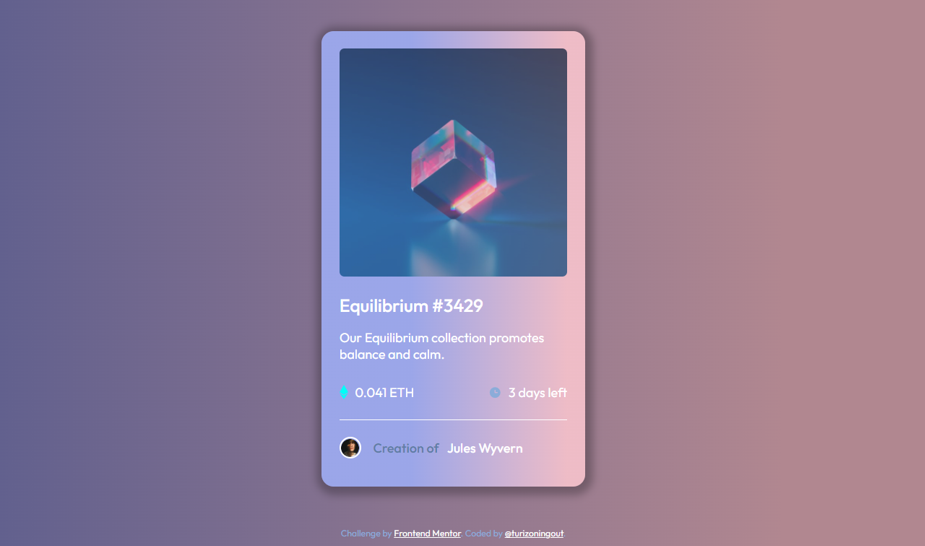 Equilibrium #3429
Our Equilibrium collection promotes
balance and calm.
0.041 ETH
3 days left
Creation of Jules Wyvern
Challenge by Frontend Mentor. Coded by @turizoningout.